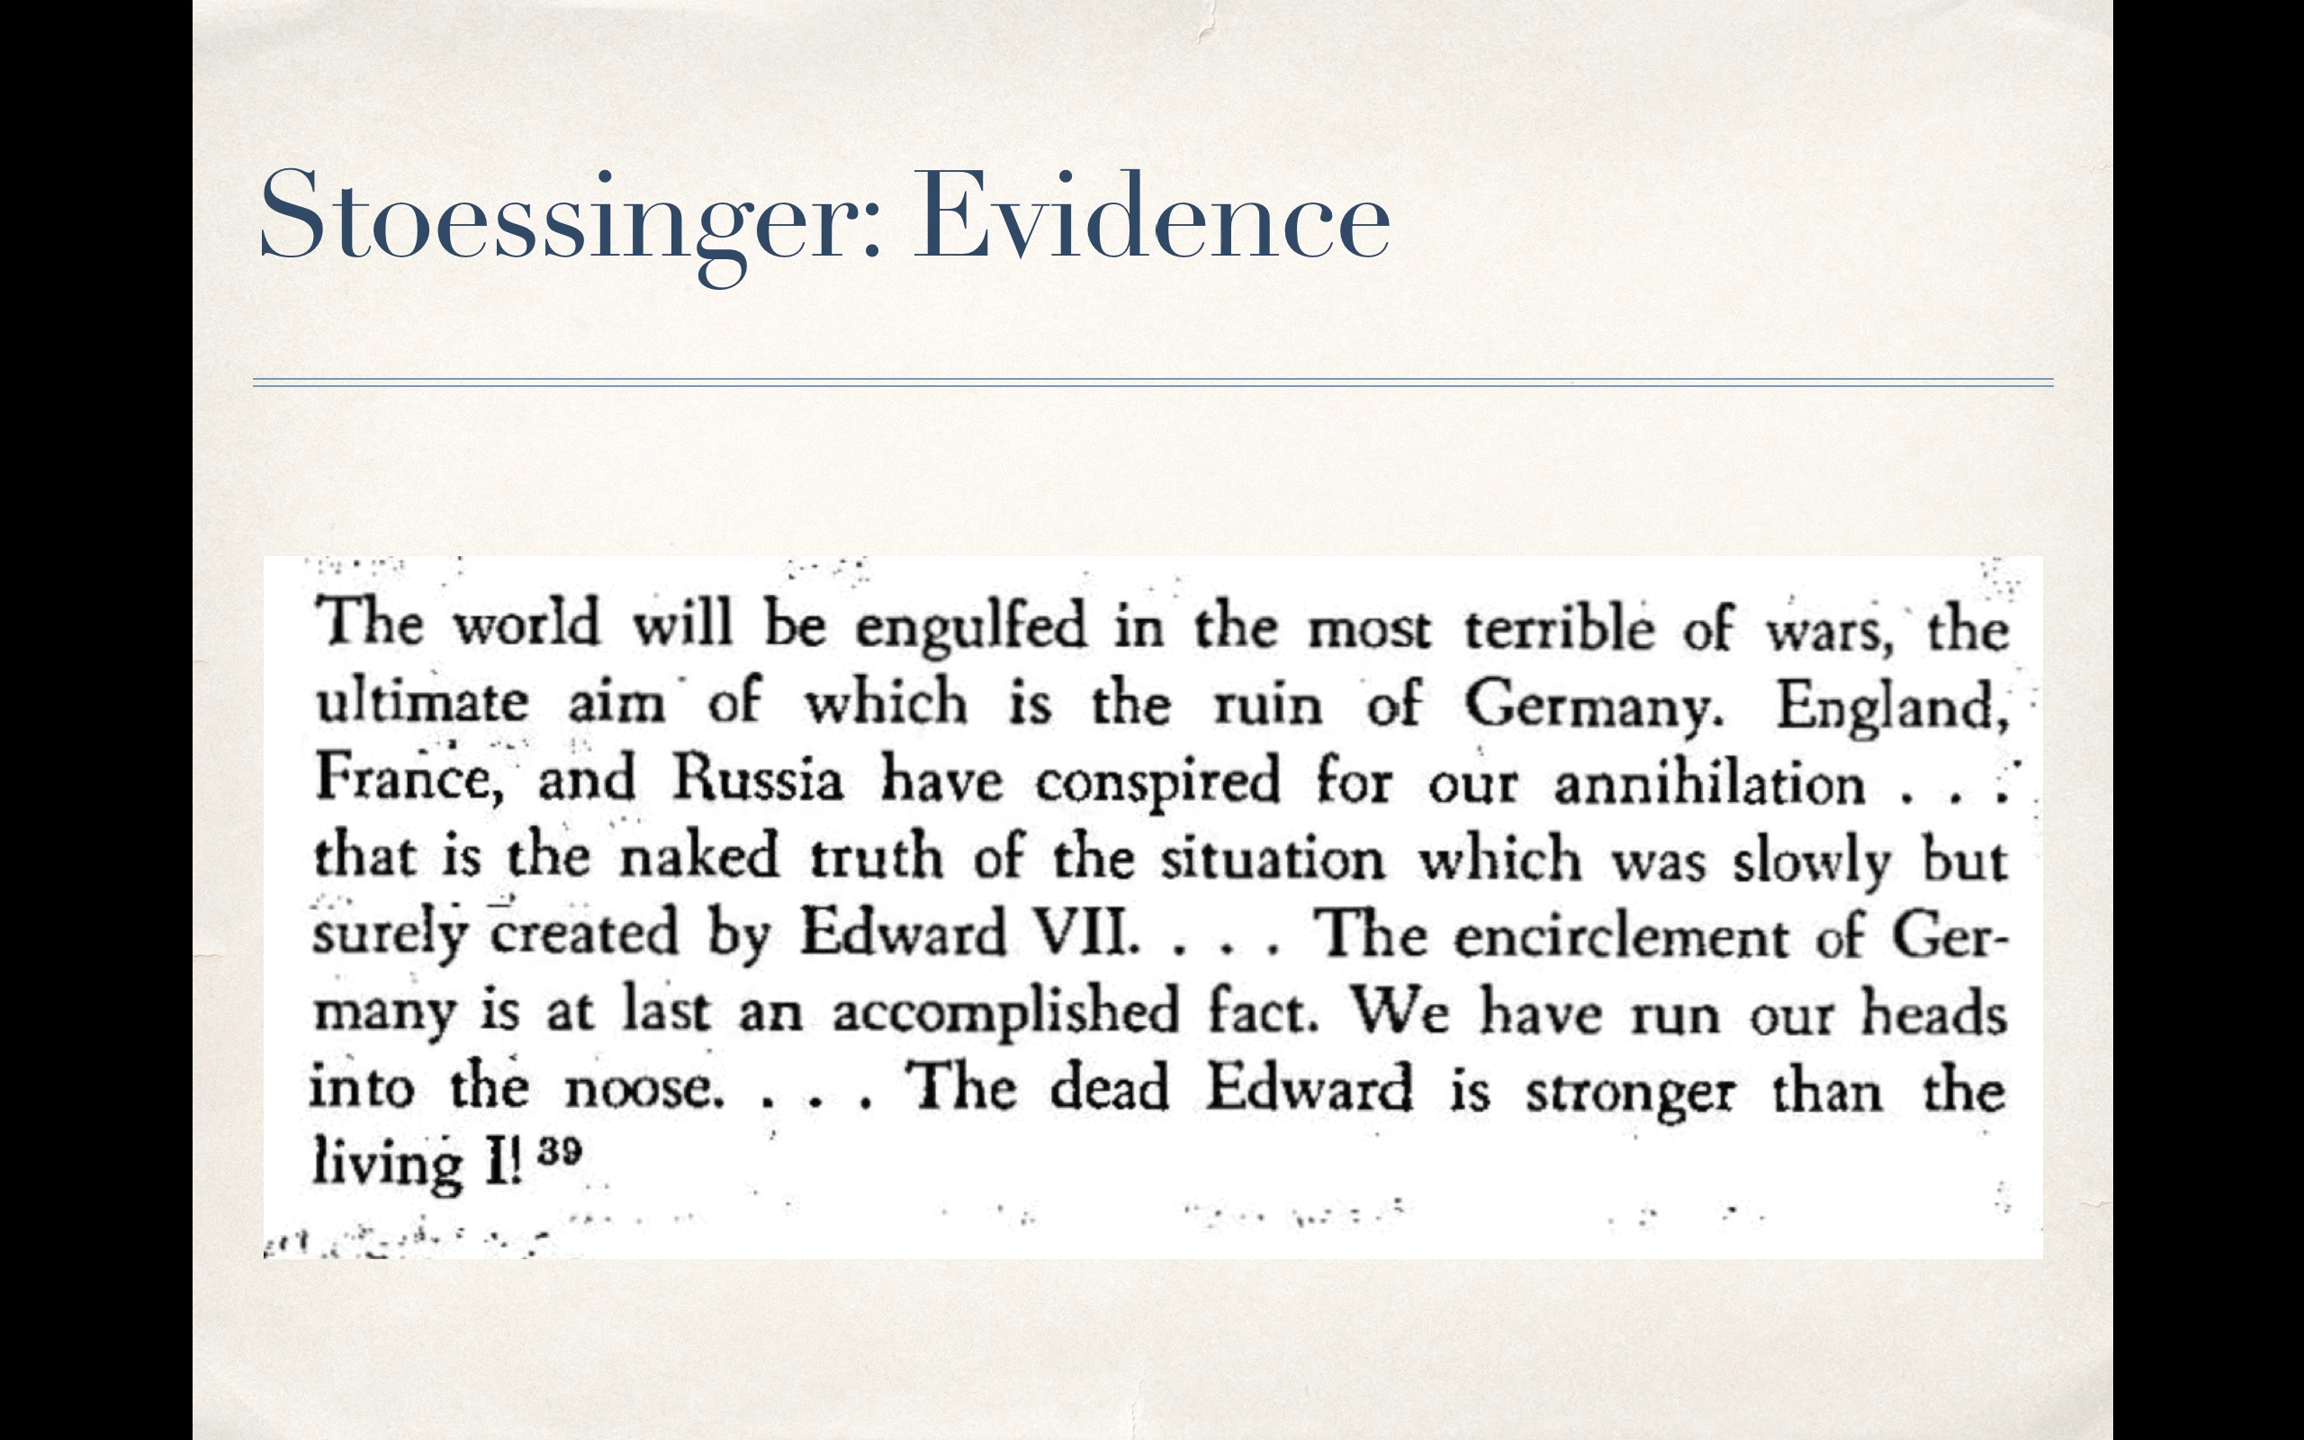 Stoessinger: Evidence
The world will be engulfed in the most terrible of wars, the
ultimate aim of which is the ruin of Germany. England,
France, and Russia have conspired for our annihilation . . .
that is the naked truth of the situation which was slowly but
surely created by Edward VII. . . . The encirclement of Ger-
many is at last an accomplished fact. We have run our heads
into the noose. . . . The dead Edward is stronger than the
living I! 39